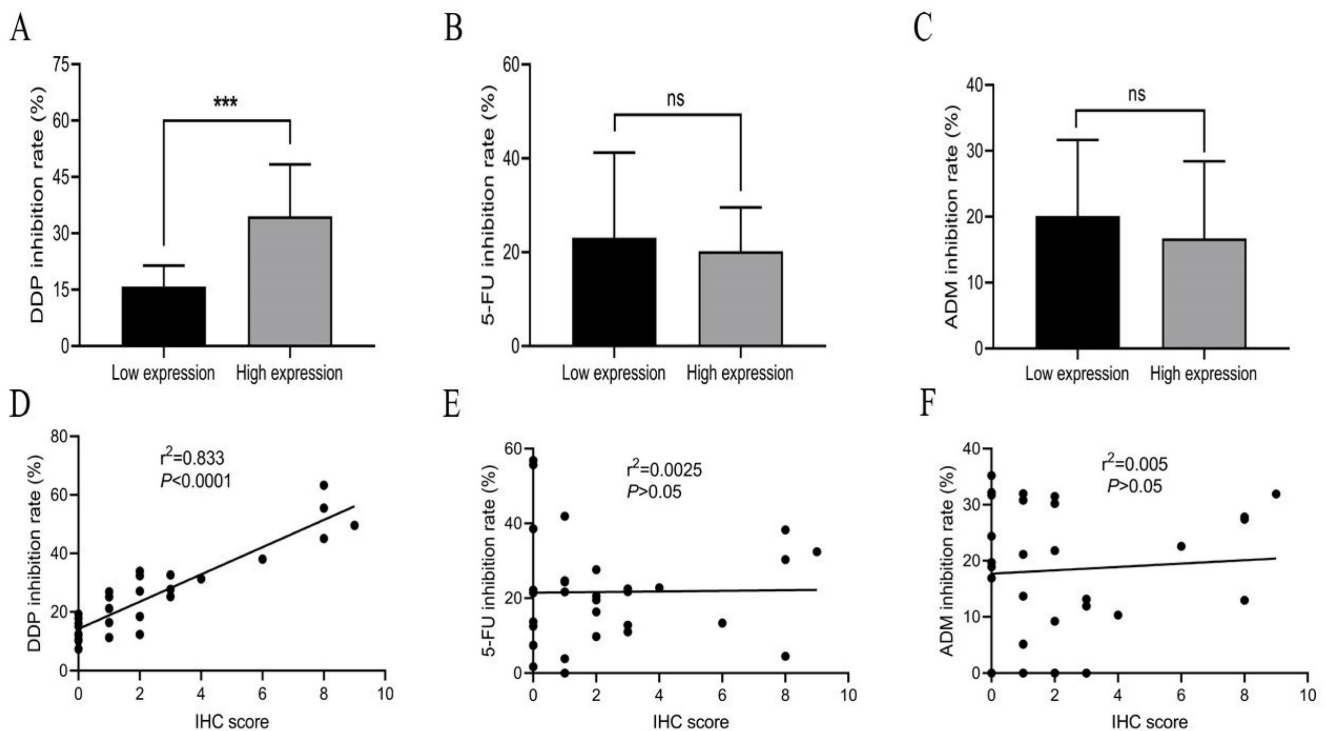 A
DDP inhibition rate (%)
75
60
45
30
15
0
***
Low expression
High expression
B
5-FU inhibition rate (%)
60
40
20
0
ns
Low expression
High expression
C
ADM inhibition rate (%)
40
30
20
10
0
ns
Low expression
High expression
D
DDP inhibition rate (%)
80
60
40
20
0
r²=0.833
P<0.0001
0 2 4 6 8 10
IHC score
E
5-FU inhibition rate (%)
60
40
20
0
r²=0.0025
P>0.05
0 2 4 6 8 10
IHC score
F
ADM inhibition rate (%)
40
30
20
10
0
r²=0.005
P>0.05
0 2 4 6 8 10
IHC score